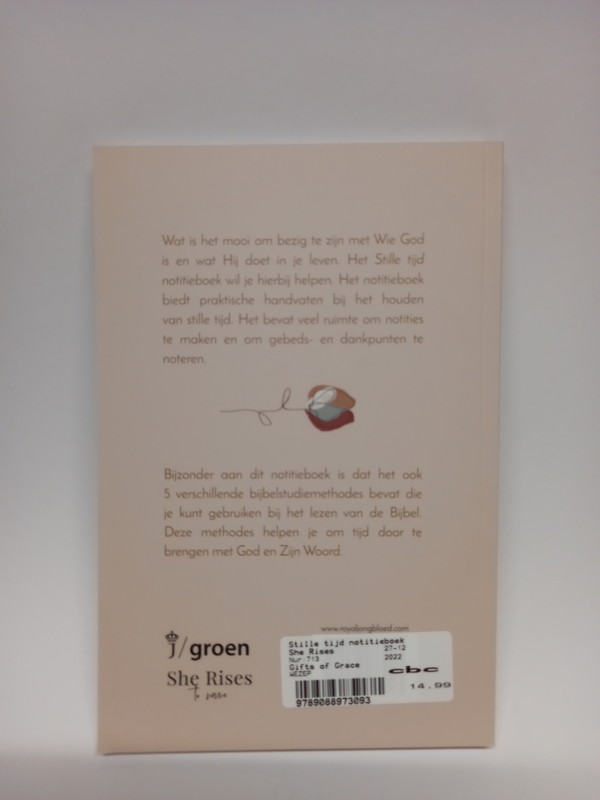 Wat is het mooi om bezig te zijn met Wie God
is en wat Hij doet in je leven. Het Stille tijd
notitieboek wil je hierbij helpen. Het notitieboek
biedt praktische handvaten bij het houden
van stille tijd. Het bevat veel ruimte om notities
te maken en om gebeds- en dankpunten te
noteren.
Bijzonder aan dit notitieboek is dat het ook
5 verschillende bijbelstudiemethodes bevat die
je kunt gebruiken bij het lezen van de Bijbel.
Deze methodes helpen je om tijd door te
brengen met God en Zijn Woord.
www.royaljongbloed.com
j/groen
She Rises
Stille tijd notitieboek
She Rises 27-12
Nur 713 2022
Gifts of Grace cbc
WEZEP 14.99
9789088973093